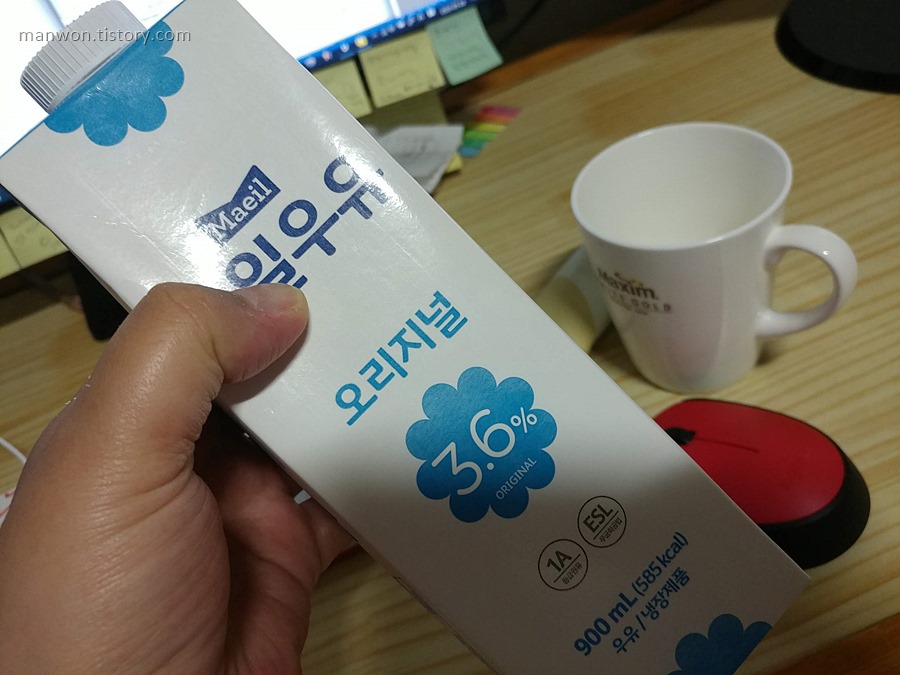 manwon.tistory.com
Maeil
일우유
오리지널
3.6%
ORIGINAL
1A
ESL
900 mL (585 kcal)
우유 / 냉장제품
Maxim